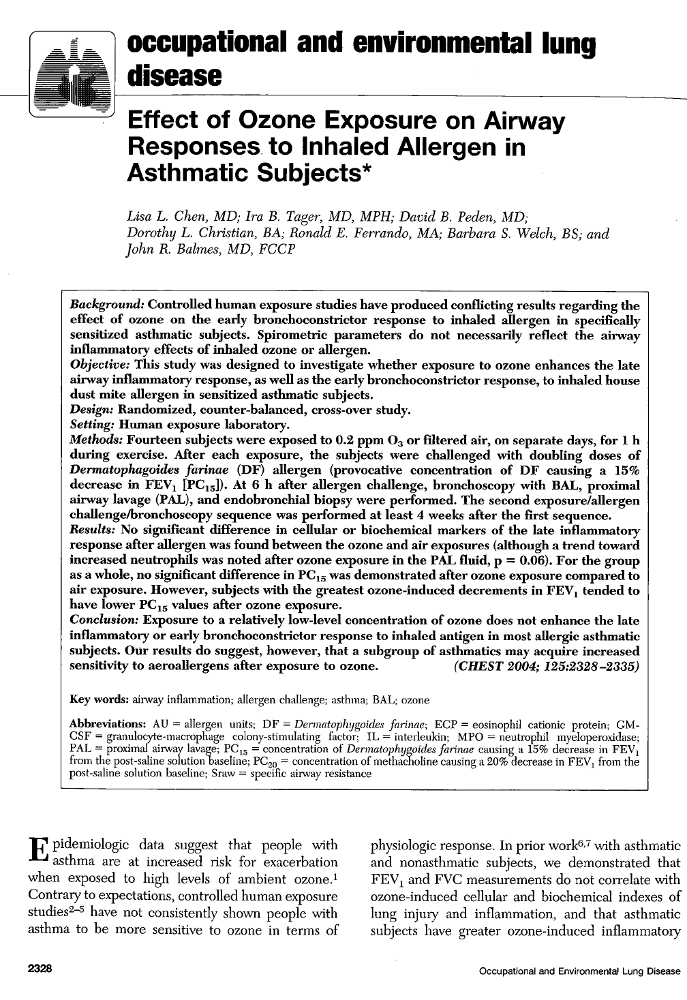 occupational and environmental lung
disease
Effect of Ozone Exposure on Airway
Responses to Inhaled Allergen in
Asthmatic Subjects*
Lisa L. Chen, MD; Ira B. Tager, MD, MPH; David B. Peden, MD;
Dorothy L. Christian, BA; Ronald E. Ferrando, MA; Barbara S. Welch, BS; and
John R. Balmes, MD, FCCP
Background: Controlled human exposure studies have produced conflicting results regarding the
effect of ozone on the early bronchoconstrictor response to inhaled allergen in specifically
sensitized asthmatic subjects. Spirometric parameters do not necessarily reflect the airway
inflammatory effects of inhaled ozone or allergen.
Objective: This study was designed to investigate whether exposure to ozone enhances the late
airway inflammatory response, as well as the early bronchoconstrictor response, to inhaled house
dust mite allergen in sensitized asthmatic subjects.
Design: Randomized, counter-balanced, cross-over study.
Setting: Human exposure laboratory.
Methods: Fourteen subjects were exposed to 0.2 ppm O₃ or filtered air, on separate days, for 1 h
during exercise. After each exposure, the subjects were challenged with doubling doses of
Dermatophagoides farinae (DF) allergen (provocative concentration of DF causing a 15%
decrease in FEV₁ [PC₁₅]). At 6 h after allergen challenge, bronchoscopy with BAL, proximal
airway lavage (PAL), and endobronchial biopsy were performed. The second exposure/allergen
challenge/bronchoscopy sequence was performed at least 4 weeks after the first sequence.
Results: No significant difference in cellular or biochemical markers of the late inflammatory
response after allergen was found between the ozone and air exposures (although a trend toward
increased neutrophils was noted after ozone exposure in the PAL fluid, p = 0.06). For the group
as a whole, no significant difference in PC₁₅ was demonstrated after ozone exposure compared to
air exposure. However, subjects with the greatest ozone-induced decrements in FEV₁ tended to
have lower PC₁₅ values after ozone exposure.
Conclusion: Exposure to a relatively low-level concentration of ozone does not enhance the late
inflammatory or early bronchoconstrictor response to inhaled antigen in most allergic asthmatic
subjects. Our results do suggest, however, that a subgroup of asthmatics may acquire increased
sensitivity to aeroallergens after exposure to ozone. (CHEST 2004; 125:2328–2335)
Key words: airway inflammation; allergen challenge; asthma; BAL; ozone
Abbreviations: AU = allergen units; DF = Dermatophygoides farinae; ECP = eosinophil cationic protein; GM-
CSF = granulocyte-macrophage colony-stimulating factor; IL = interleukin; MPO = neutrophil myeloperoxidase;
PAL = proximal airway lavage; PC₁₅ = concentration of Dermatophygoides farinae causing a 15% decrease in FEV₁
from the post-saline solution baseline; PC₂₀ = concentration of methacholine causing a 20% decrease in FEV₁ from the
post-saline solution baseline; Sraw = specific airway resistance
Epidemiologic data suggest that people with
asthma are at increased risk for exacerbation
when exposed to high levels of ambient ozone.¹
Contrary to expectations, controlled human exposure
studies²⁻⁵ have not consistently shown people with
asthma to be more sensitive to ozone in terms of
physiologic response. In prior work⁶,⁷ with asthmatic
and nonasthmatic subjects, we demonstrated that
FEV₁ and FVC measurements do not correlate with
ozone-induced cellular and biochemical indexes of
lung injury and inflammation, and that asthmatic
subjects have greater ozone-induced inflammatory
2328
Occupational and Environmental Lung Disease